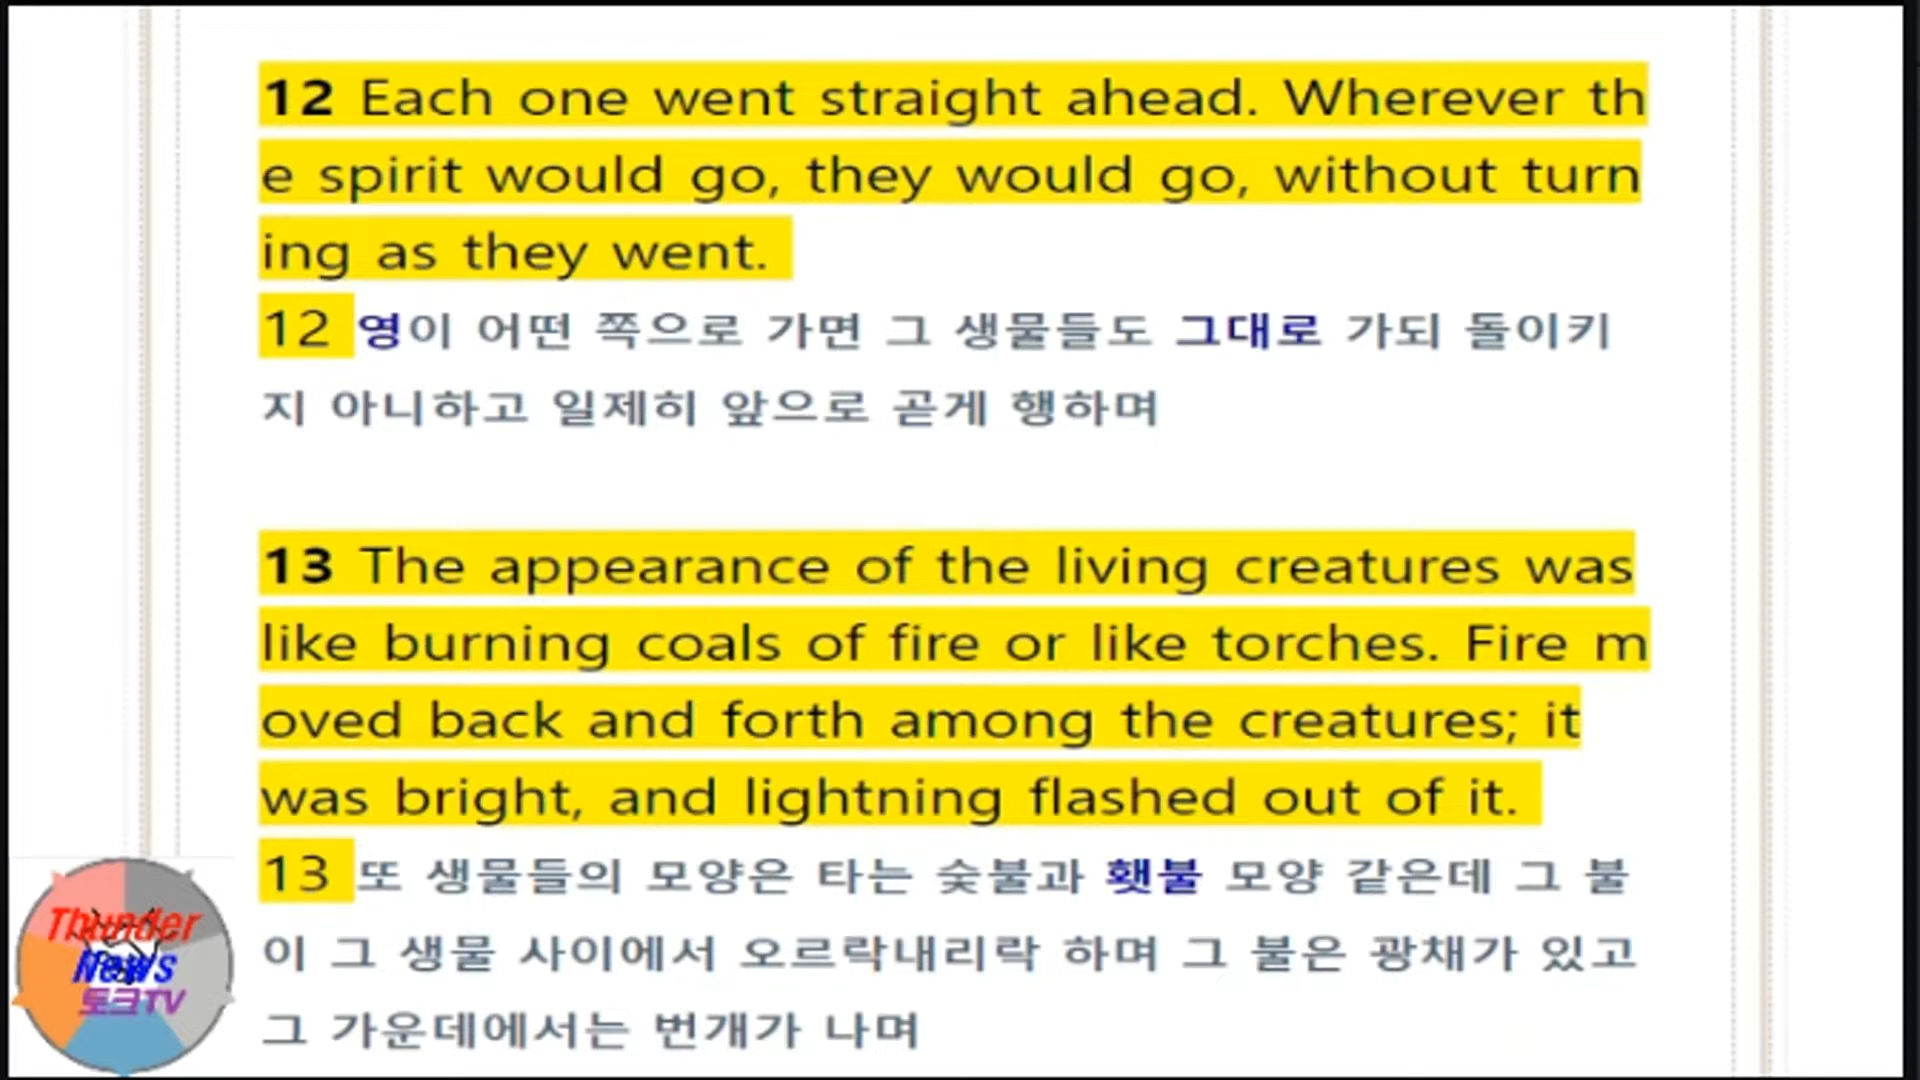 12 Each one went straight ahead. Wherever th
e spirit would go, they would go, without turn
ing as they went.
12 영이 어떤 쪽으로 가면 그 생물들도 그대로 가되 돌이키
지 아니하고 일제히 앞으로 곧게 행하며
13 The appearance of the living creatures was
like burning coals of fire or like torches. Fire m
oved back and forth among the creatures; it
was bright, and lightning flashed out of it.
13 또 생물들의 모양은 타는 숯불과 횃불 모양 같은데 그 불
이 그 생물 사이에서 오르락내리락 하며 그 불은 광채가 있고
그 가운데에서는 번개가 나며
Thunder
News
토크TV